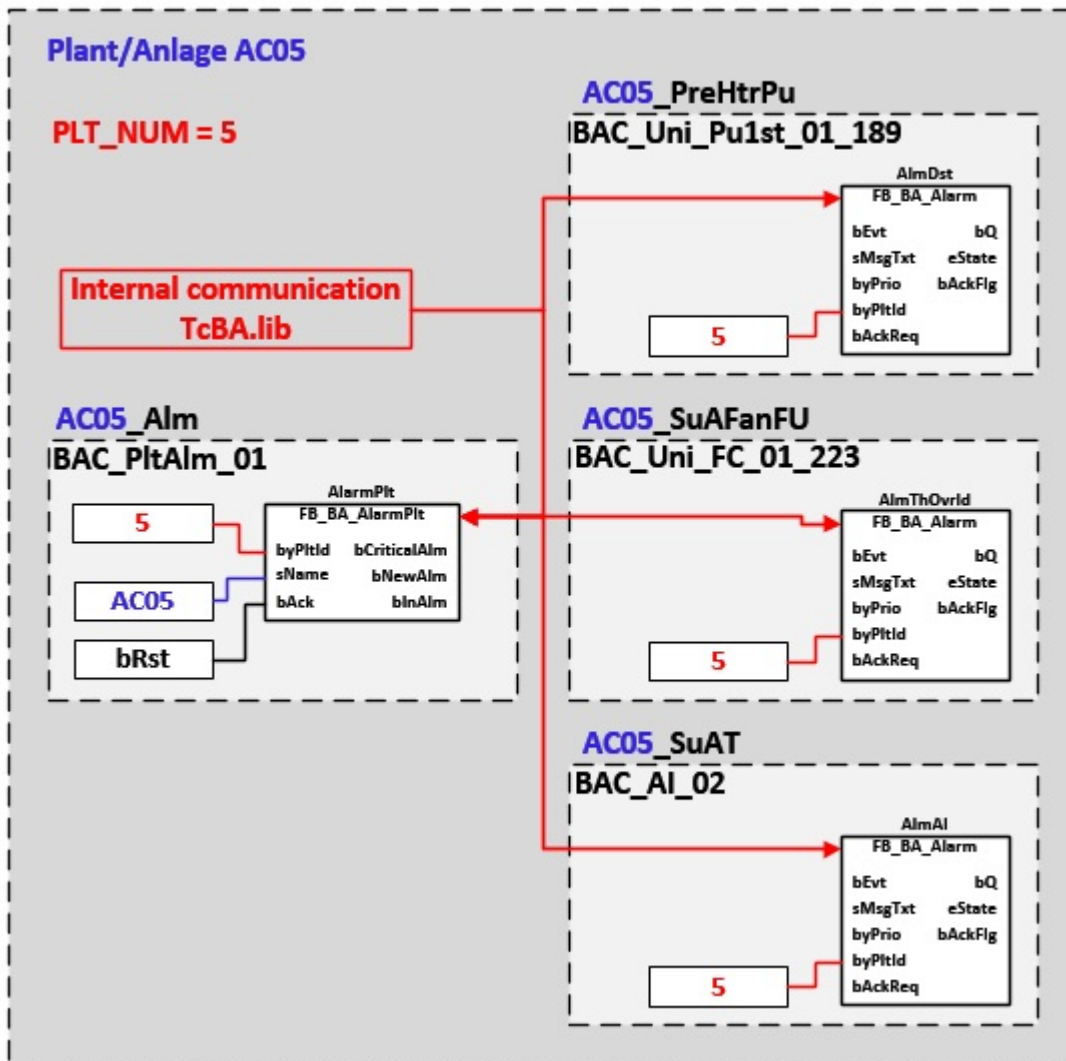 Plant/Anlage AC05
PLT_NUM = 5
Internal communication
TcBA.lib
AC05_Alm
BAC_PltAlm_01
AlarmPlt
FB_BA_AlarmPlt
5
byPltId bCriticalAlm
AC05
sName bNewAlm
bRst
bAck bInAlm
AC05_PreHtrPu
BAC_Uni_Pu1st_01_189
AlmDst
FB_BA_Alarm
bEvt bQ
sMsgTxt eState
byPrio bAckFlg
byPltId
5
bAckReq
AC05_SuAFanFU
BAC_Uni_FC_01_223
AlmThOvrld
FB_BA_Alarm
bEvt bQ
sMsgTxt eState
byPrio bAckFlg
byPltId
5
bAckReq
AC05_SuAT
BAC_AI_02
AlmAI
FB_BA_Alarm
bEvt bQ
sMsgTxt eState
byPrio bAckFlg
byPltId
5
bAckReq